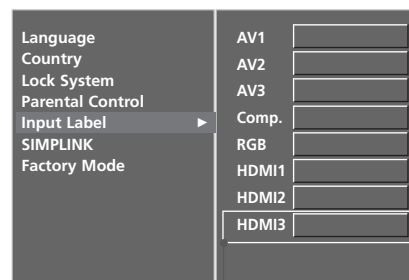 Language
Country
Lock System
Parental Control
Input Label ►
SIMPLINK
Factory Mode
AV1
AV2
AV3
Comp.
RGB
HDMI1
HDMI2
HDMI3